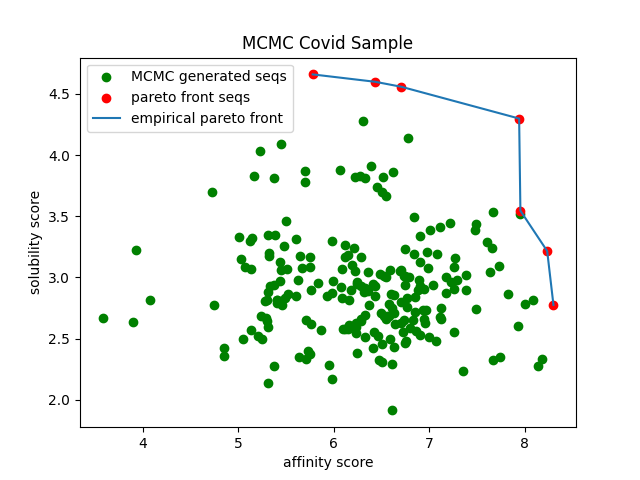 MCMC Covid Sample
MCMC generated seqs
pareto front seqs
empirical pareto front
solubility score
4.5
4.0
3.5
3.0
2.5
2.0
4 5 6 7 8
affinity score